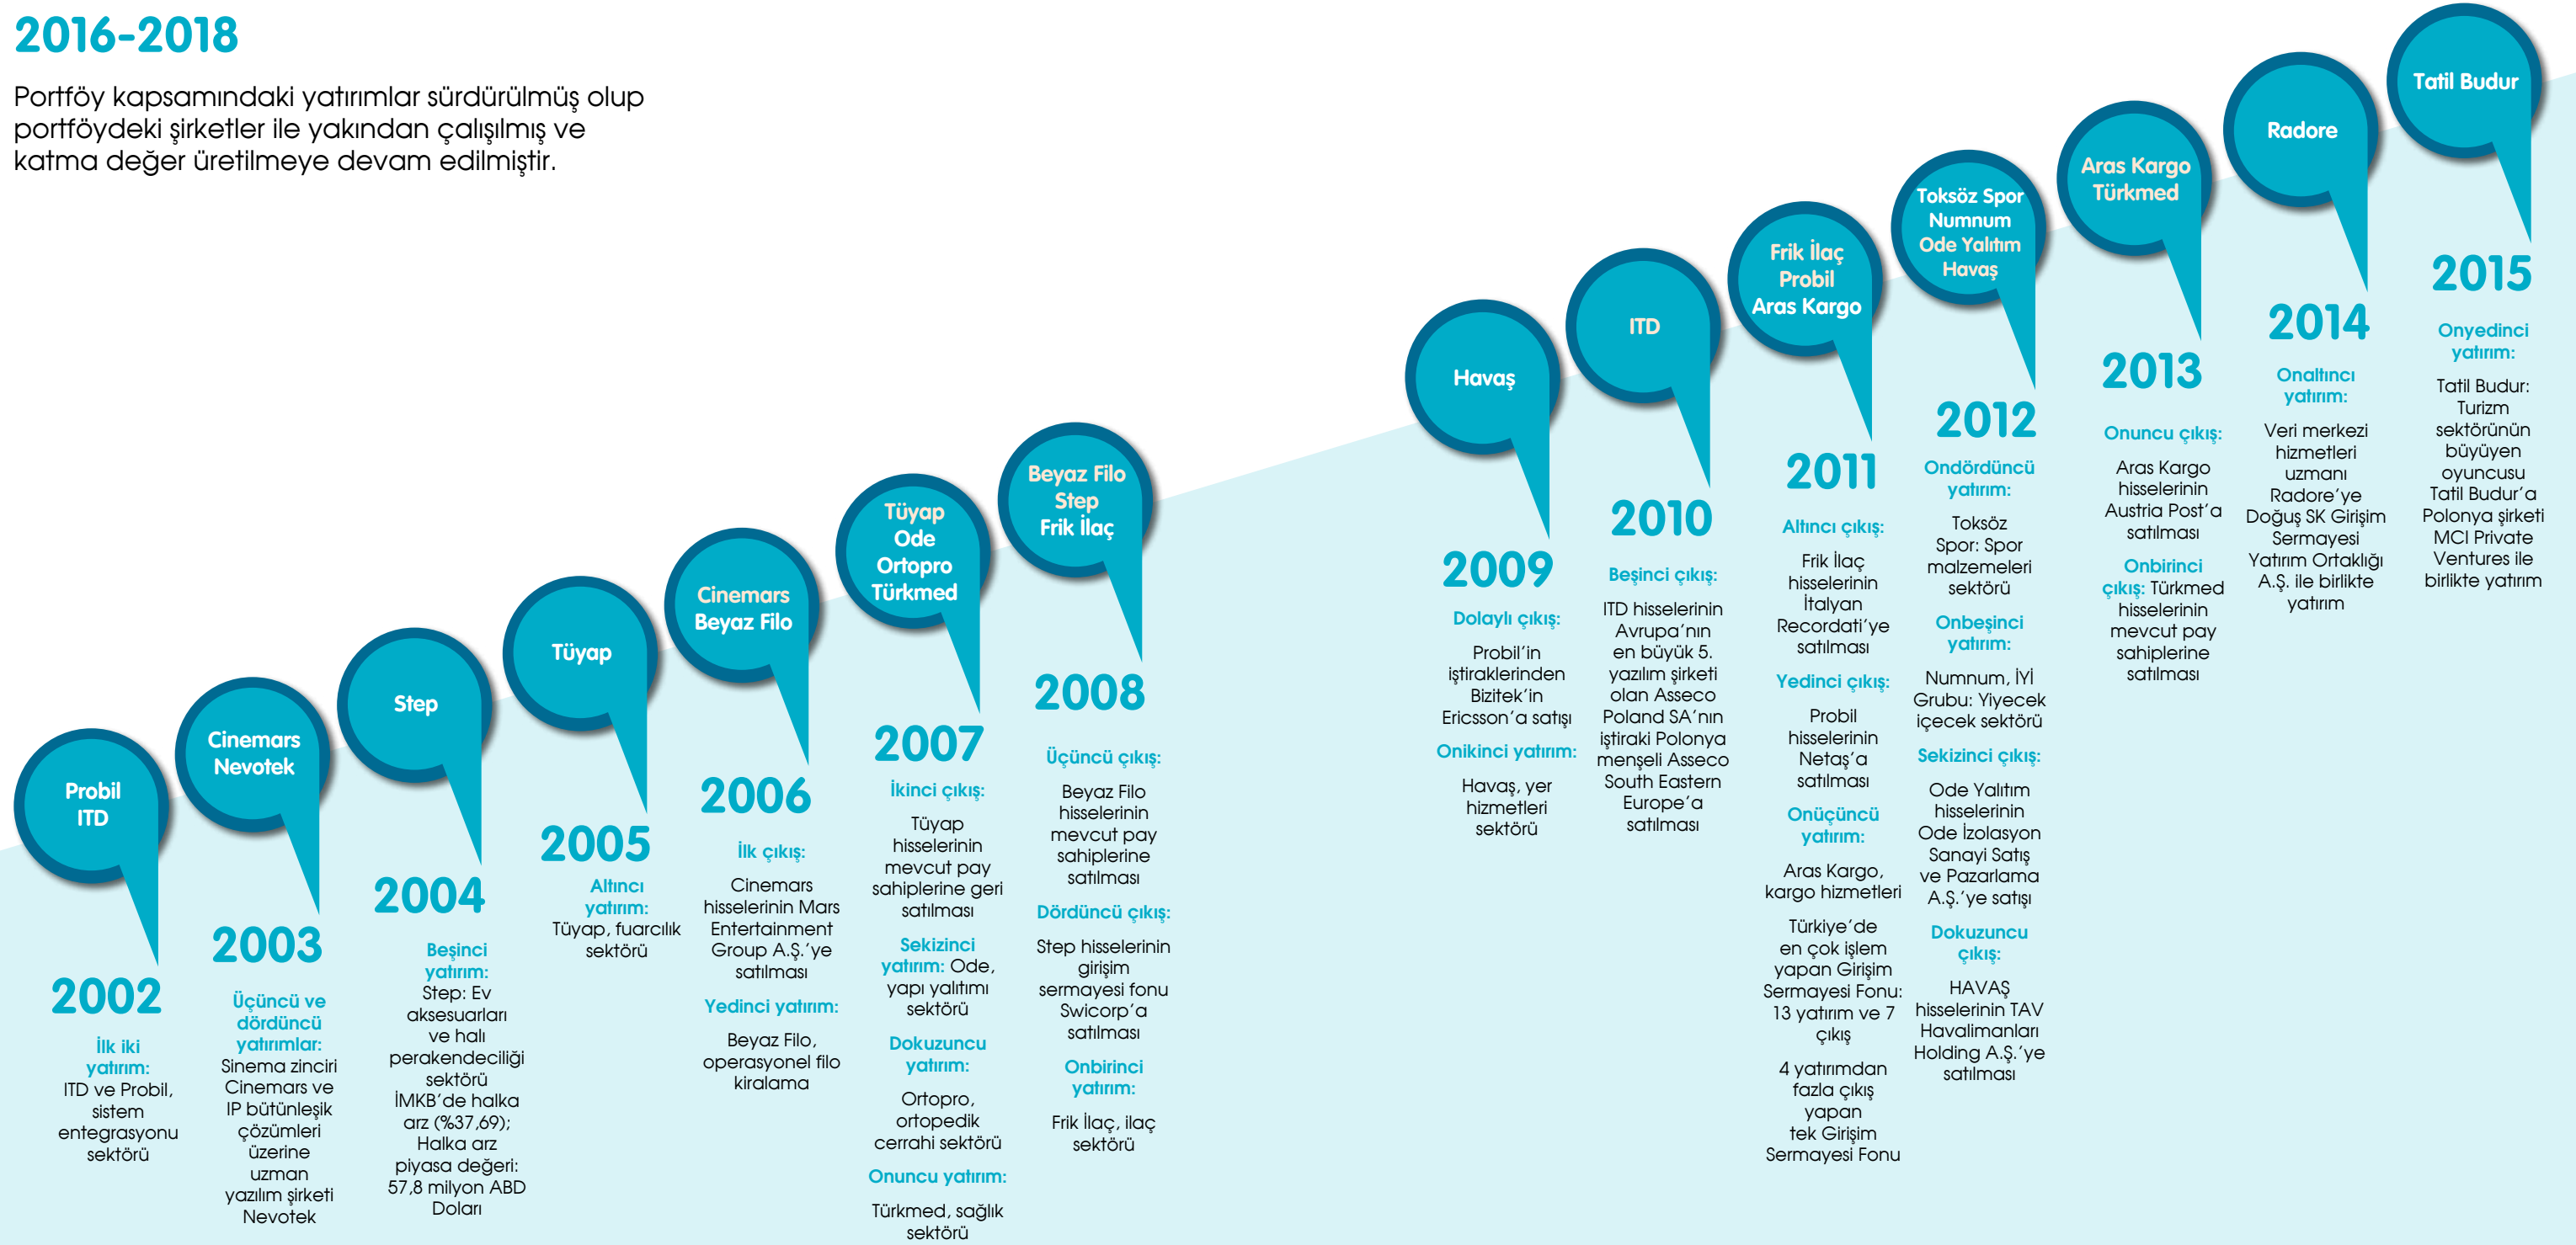 2016-2018
Portföy kapsamındaki yatırımlar sürdürülmüş olup
portföydeki şirketler ile yakından çalışılmış ve
katma değer üretilmeye devam edilmiştir.
Probil
ITD
2002
İlk iki
yatırım:
ITD ve Probil,
sistem
entegrasyonu
sektörü
Cinemars
Nevotek
2003
Üçüncü ve
dördüncü
yatırımlar:
Sinema zinciri
Cinemars ve
IP bütünleşik
çözümleri
üzerine
uzman
yazılım şirketi
Nevotek
Step
2004
Beşinci
yatırım:
Step: Ev
aksesuarları
ve halı
perakendeciliği
sektörü
İMKB'de halka
arz (%37,69);
Halka arz
piyasa değeri:
57,8 milyon ABD
Doları
Tüyap
2005
Altıncı
yatırım:
Tüyap, fuarcılık
sektörü
Cinemars
Beyaz Filo
2006
İlk çıkış:
Cinemars
hisselerinin Mars
Entertainment
Group A.Ş.'ye
satılması
Yedinci yatırım:
Beyaz Filo,
operasyonel filo
kiralama
Tüyap
Ode
Ortopro
Türkmed
2007
İkinci çıkış:
Tüyap
hisselerinin
mevcut pay
sahiplerine geri
satılması
Sekizinci
yatırım: Ode,
yapı yalıtımı
sektörü
Dokuzuncu
yatırım:
Ortopro,
ortopedik
cerrahi sektörü
Onuncu yatırım:
Türkmed, sağlık
sektörü
Beyaz Filo
Step
Frik İlaç
2008
Üçüncü çıkış:
Beyaz Filo
hisselerinin
mevcut pay
sahiplerine
satılması
Dördüncü çıkış:
Step hisselerinin
girişim
sermayesi fonu
Swicorp'a
satılması
Onbirinci
yatırım:
Frik İlaç, ilaç
sektörü
Havaş
2009
Dolaylı çıkış:
Probil'in
iştiraklerinden
Bizitek'in
Ericsson'a satışı
Onikinci yatırım:
Havaş, yer
hizmetleri
sektörü
ITD
2010
Beşinci çıkış:
ITD hisselerinin
Avrupa'nın
en büyük 5.
yazılım şirketi
olan Asseco
Poland SA'nın
iştiraki Polonya
menşeli Asseco
South Eastern
Europe'a
satılması
Frik İlaç
Probil
Aras Kargo
2011
Altıncı çıkış:
Frik İlaç
hisselerinin
İtalyan
Recordati'ye
satılması
Yedinci çıkış:
Probil
hisselerinin
Netaş'a
satılması
Onüçüncü
yatırım:
Aras Kargo,
kargo hizmetleri
Türkiye'de
en çok işlem
yapan Girişim
Sermayesi Fonu:
13 yatırım ve 7
çıkış
4 yatırımdan
fazla çıkış
yapan
tek Girişim
Sermayesi Fonu
Toksöz Spor
Numnum
Ode Yalıtım
Havaş
2012
Ondördüncü
yatırım:
Toksöz
Spor: Spor
malzemeleri
sektörü
Onbeşinci
yatırım:
Numnum, İYİ
Grubu: Yiyecek
içecek sektörü
Sekizinci çıkış:
Ode Yalıtım
hisselerinin
Ode İzolasyon
Sanayi Satış
ve Pazarlama
A.Ş.'ye satışı
Dokuzuncu
çıkış:
HAVAŞ
hisselerinin TAV
Havalimanları
Holding A.Ş.'ye
satılması
Aras Kargo
Türkmed
2013
Onuncu çıkış:
Aras Kargo
hisselerinin
Austria Post'a
satılması
Onbirinci
çıkış: Türkmed
hisselerinin
mevcut pay
sahiplerine
satılması
Radore
2014
Onaltıncı
yatırım:
Veri merkezi
hizmetleri
uzmanı
Radore'ye
Doğuş SK Girişim
Sermayesi
Yatırım Ortaklığı
A.Ş. ile birlikte
yatırım
Tatil Budur
2015
Onyedinci
yatırım:
Tatil Budur:
Turizm
sektörünün
büyüyen
oyuncusu
Tatil Budur'a
Polonya şirketi
MCI Private
Ventures ile
birlikte yatırım